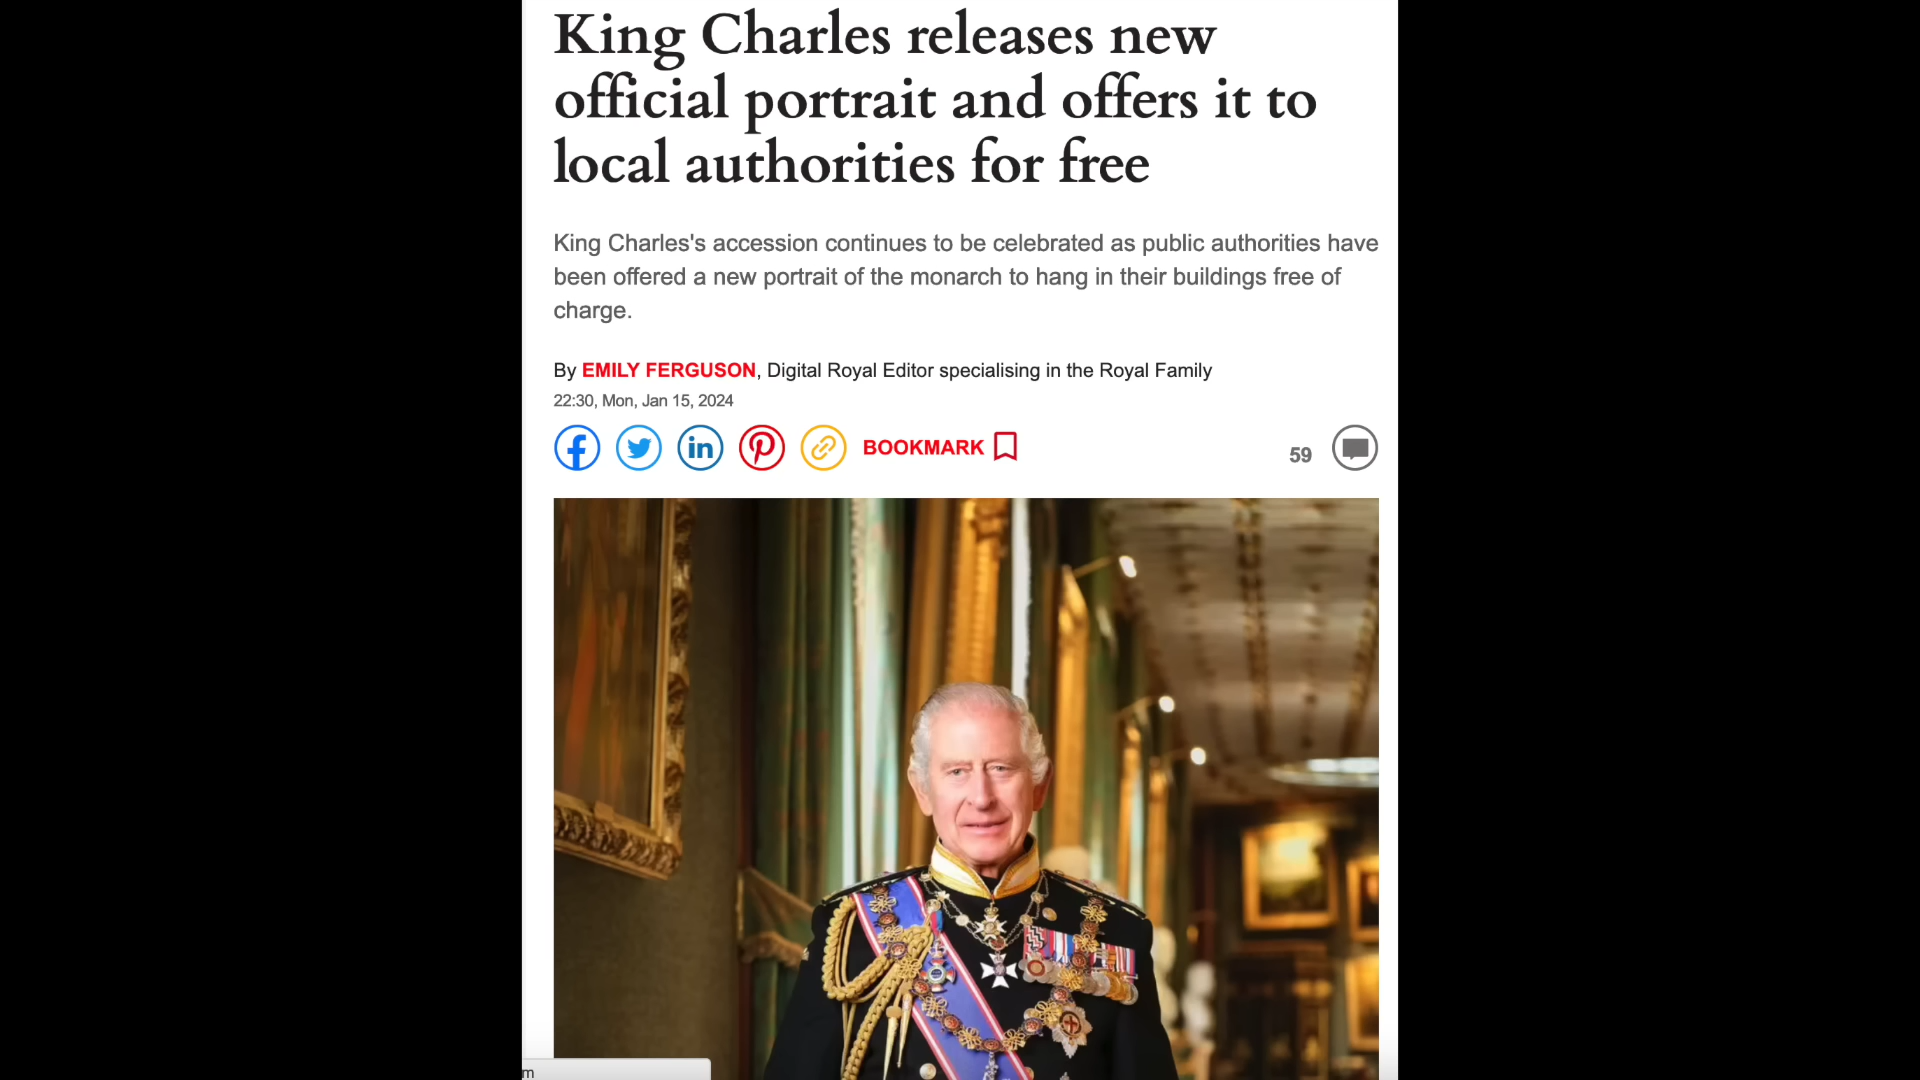 King Charles releases new
official portrait and offers it to
local authorities for free
King Charles's accession continues to be celebrated as public authorities have
been offered a new portrait of the monarch to hang in their buildings free of
charge.
By EMILY FERGUSON, Digital Royal Editor specialising in the Royal Family
22:30, Mon, Jan 15, 2024
BOOKMARK
59
m